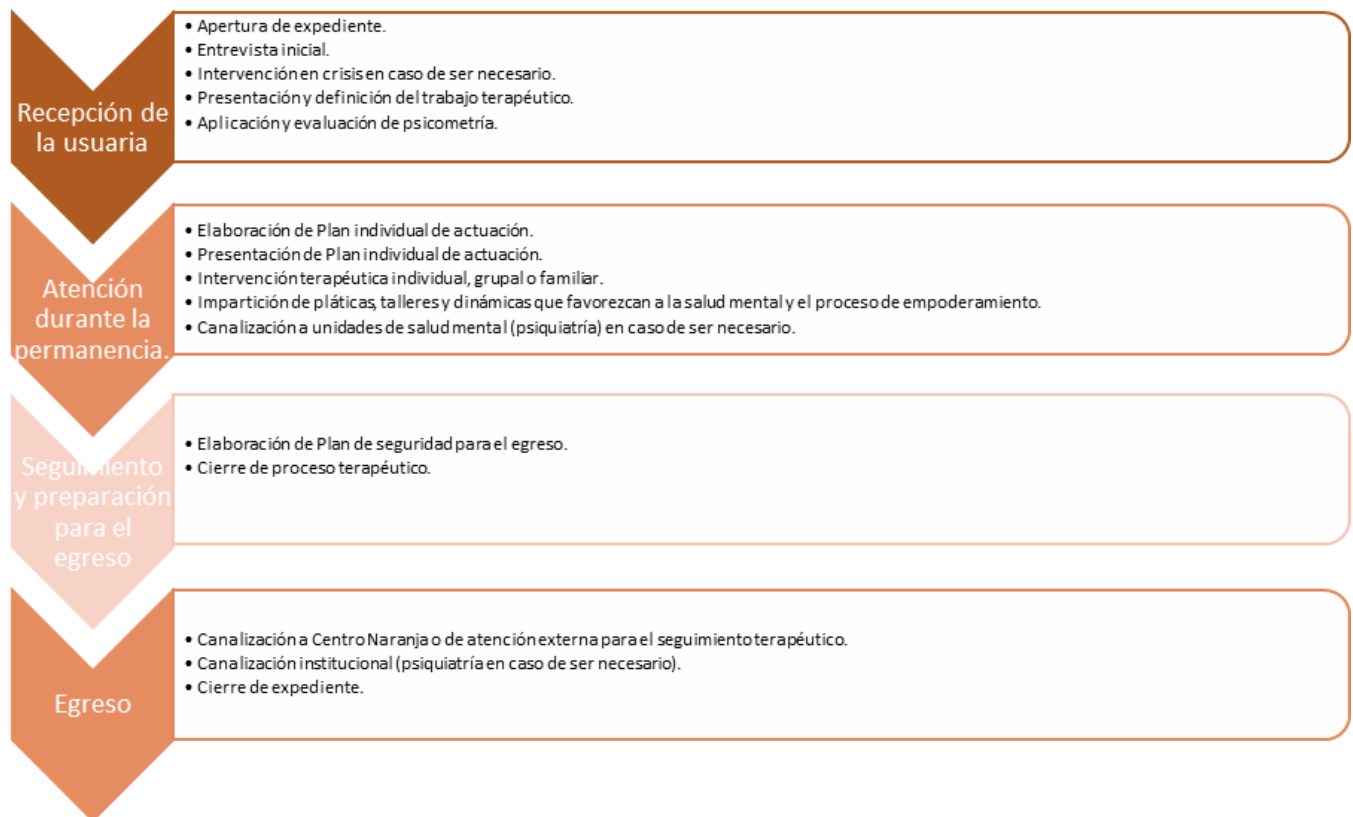 Recepción de
la usuaria
• Apertura de expediente.
• Entrevista inicial.
• Intervención en crisis en caso de ser necesario.
• Presentación y definición del trabajo terapéutico.
• Aplicación y evaluación de psicometría.
Atención
durante la
permanencia.
• Elaboración de Plan individual de actuación.
• Presentación de Plan individual de actuación.
• Intervención terapéutica individual, grupal o familiar.
• Impartición de pláticas, talleres y dinámicas que favorezcan a la salud mental y el proceso de empoderamiento.
• Canalización a unidades de salud mental (psiquiatría) en caso de ser necesario.
Seguimiento
y preparación
para el
egreso
• Elaboración de Plan de seguridad para el egreso.
• Cierre de proceso terapéutico.
Egreso
• Canalización a Centro Naranja o de atención externa para el seguimiento terapéutico.
• Canalización institucional (psiquiatría en caso de ser necesario).
• Cierre de expediente.